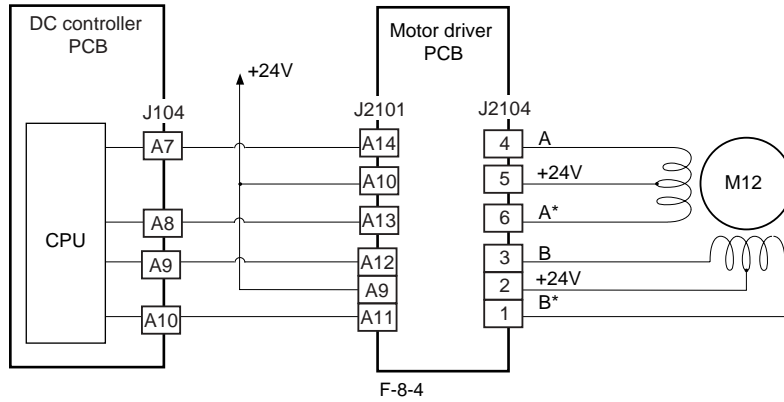 DC controller
PCB
Motor driver
PCB
+24V
J104
J2101
J2104
A7
A14
4
A
A10
5
+24V
M12
CPU
A8
A13
6
A*
A9
A12
3
B
A9
2
+24V
A10
A11
1
B*
F-8-4